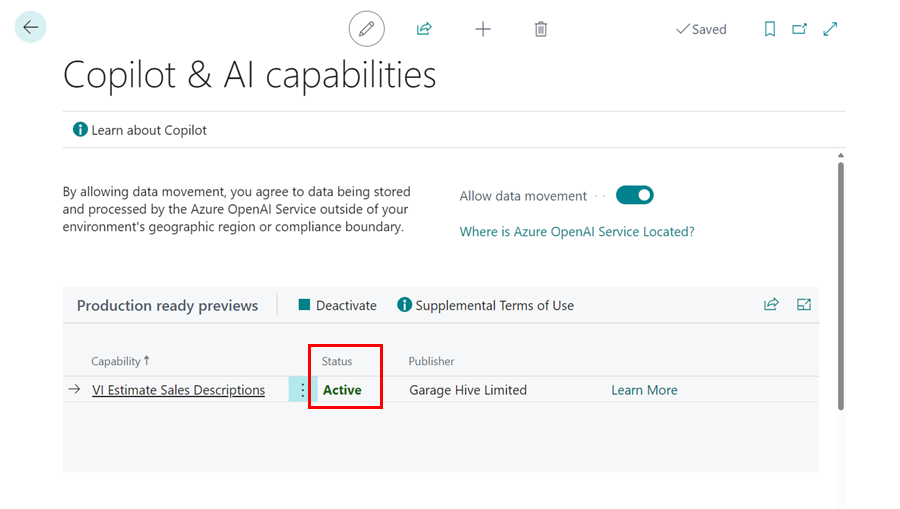 Saved
Copilot & AI capabilities
Learn about Copilot
By allowing data movement, you agree to data being stored
and processed by the Azure OpenAI Service outside of your
environment's geographic region or compliance boundary.
Allow data movement
Where is Azure OpenAI Service Located?
Production ready previews
Deactivate
Supplemental Terms of Use
Capability ↑ Status Publisher
VI Estimate Sales Descriptions Active Garage Hive Limited Learn More